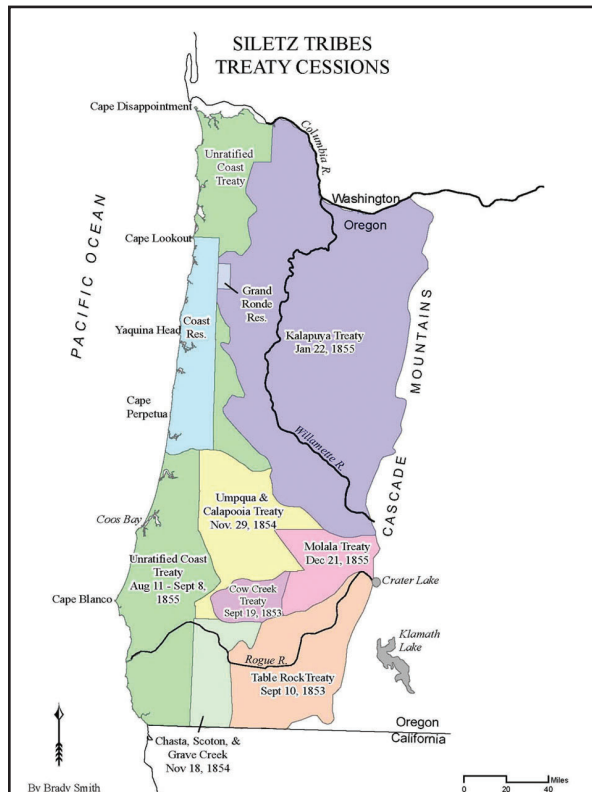 SILETZ TRIBES
TREATY CESSIONS
Cape Disappointment
Columbia R.
Unratified
Coast
Treaty
Washington
Oregon
Cape Lookout
PACIFIC OCEAN
Grand
Ronde
Res.
Coast
Res.
Yaquina Head
Kalapuya Treaty
Jan 22, 1855
CASCADE MOUNTAINS
Cape
Perpetua
Willamette R.
Umpqua &
Calapooia Treaty
Nov. 29, 1854
Coos Bay
Molala Treaty
Dec 21, 1855
Unratified Coast
Treaty
Aug 11 - Sept 8,
1855
Crater Lake
Cow Creek
Treaty
Sept 19, 1853
Cape Blanco
Klamath
Lake
Rogue R.
Table RockTreaty
Sept 10, 1853
Oregon
California
Chasta, Scoton, &
Grave Creek
Nov 18, 1854
By Brady Smith
Miles
0 20 40